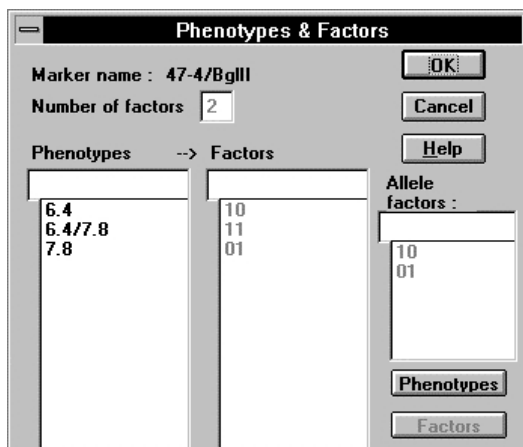 Phenotypes & Factors
Marker name : 47-4/BglII
OK
Number of factors 2
Cancel
Help
Phenotypes --> Factors
Allele
factors :
6.4 10
6.4/7.8 11
7.8 01
10
01
Phenotypes
Factors